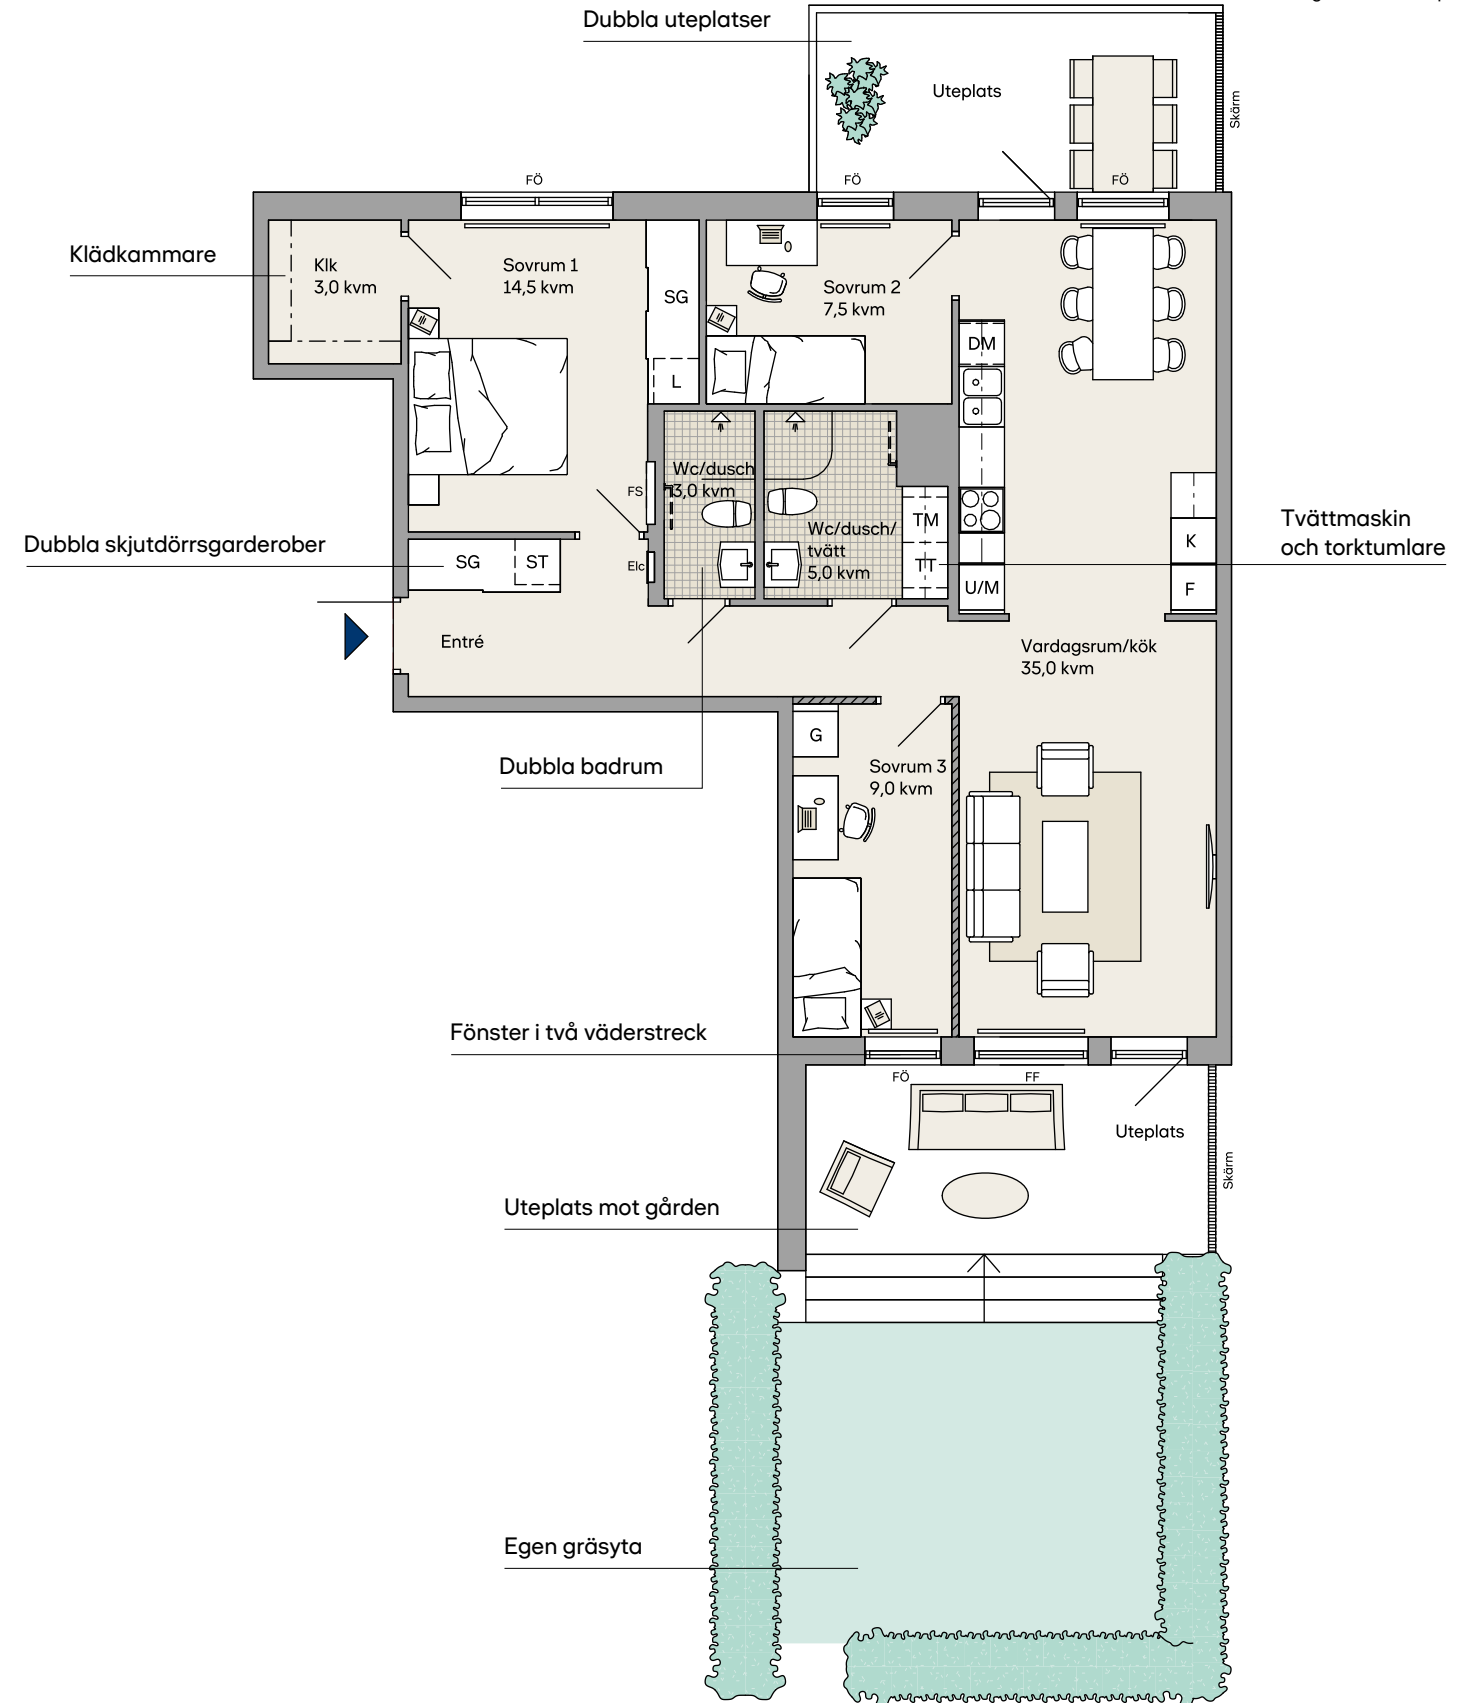 Dubbla uteplatser
Uteplats
Skärm
FÖ
FÖ
FÖ
Klädkammare
Klk
3,0 kvm
Sovrum 1
14,5 kvm
SG
L
Sovrum 2
7,5 kvm
DM
Wc/dusch
3,0 kvm
FS
Wc/dusch/
tvätt
5,0 kvm
TM
TT
Tvättmaskin
och torktumlare
K
F
U/M
Dubbla skjutdörrsgarderober
SG
ST
Elc
Entré
Vardagsrum/kök
35,0 kvm
G
Dubbla badrum
Sovrum 3
9,0 kvm
Fönster i två väderstreck
FÖ
FF
Uteplats
Skärm
Uteplats mot gården
Egen gräsyta